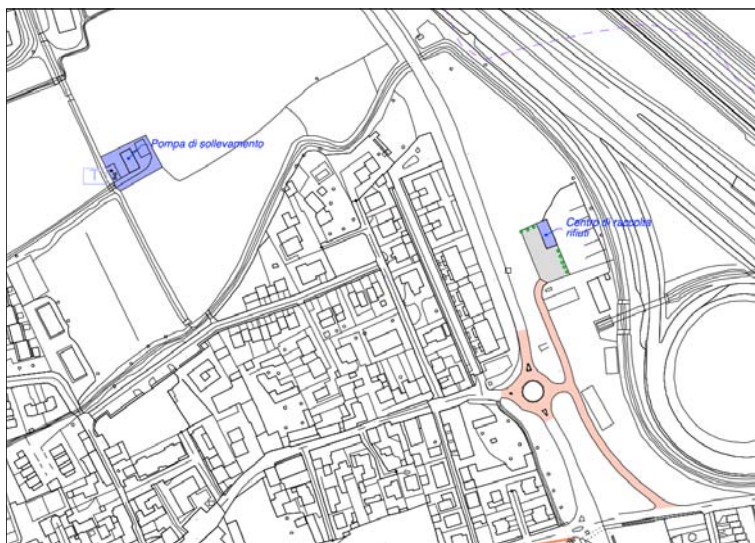 Pompa di sollevamento
Centro di raccolta
rifiuti